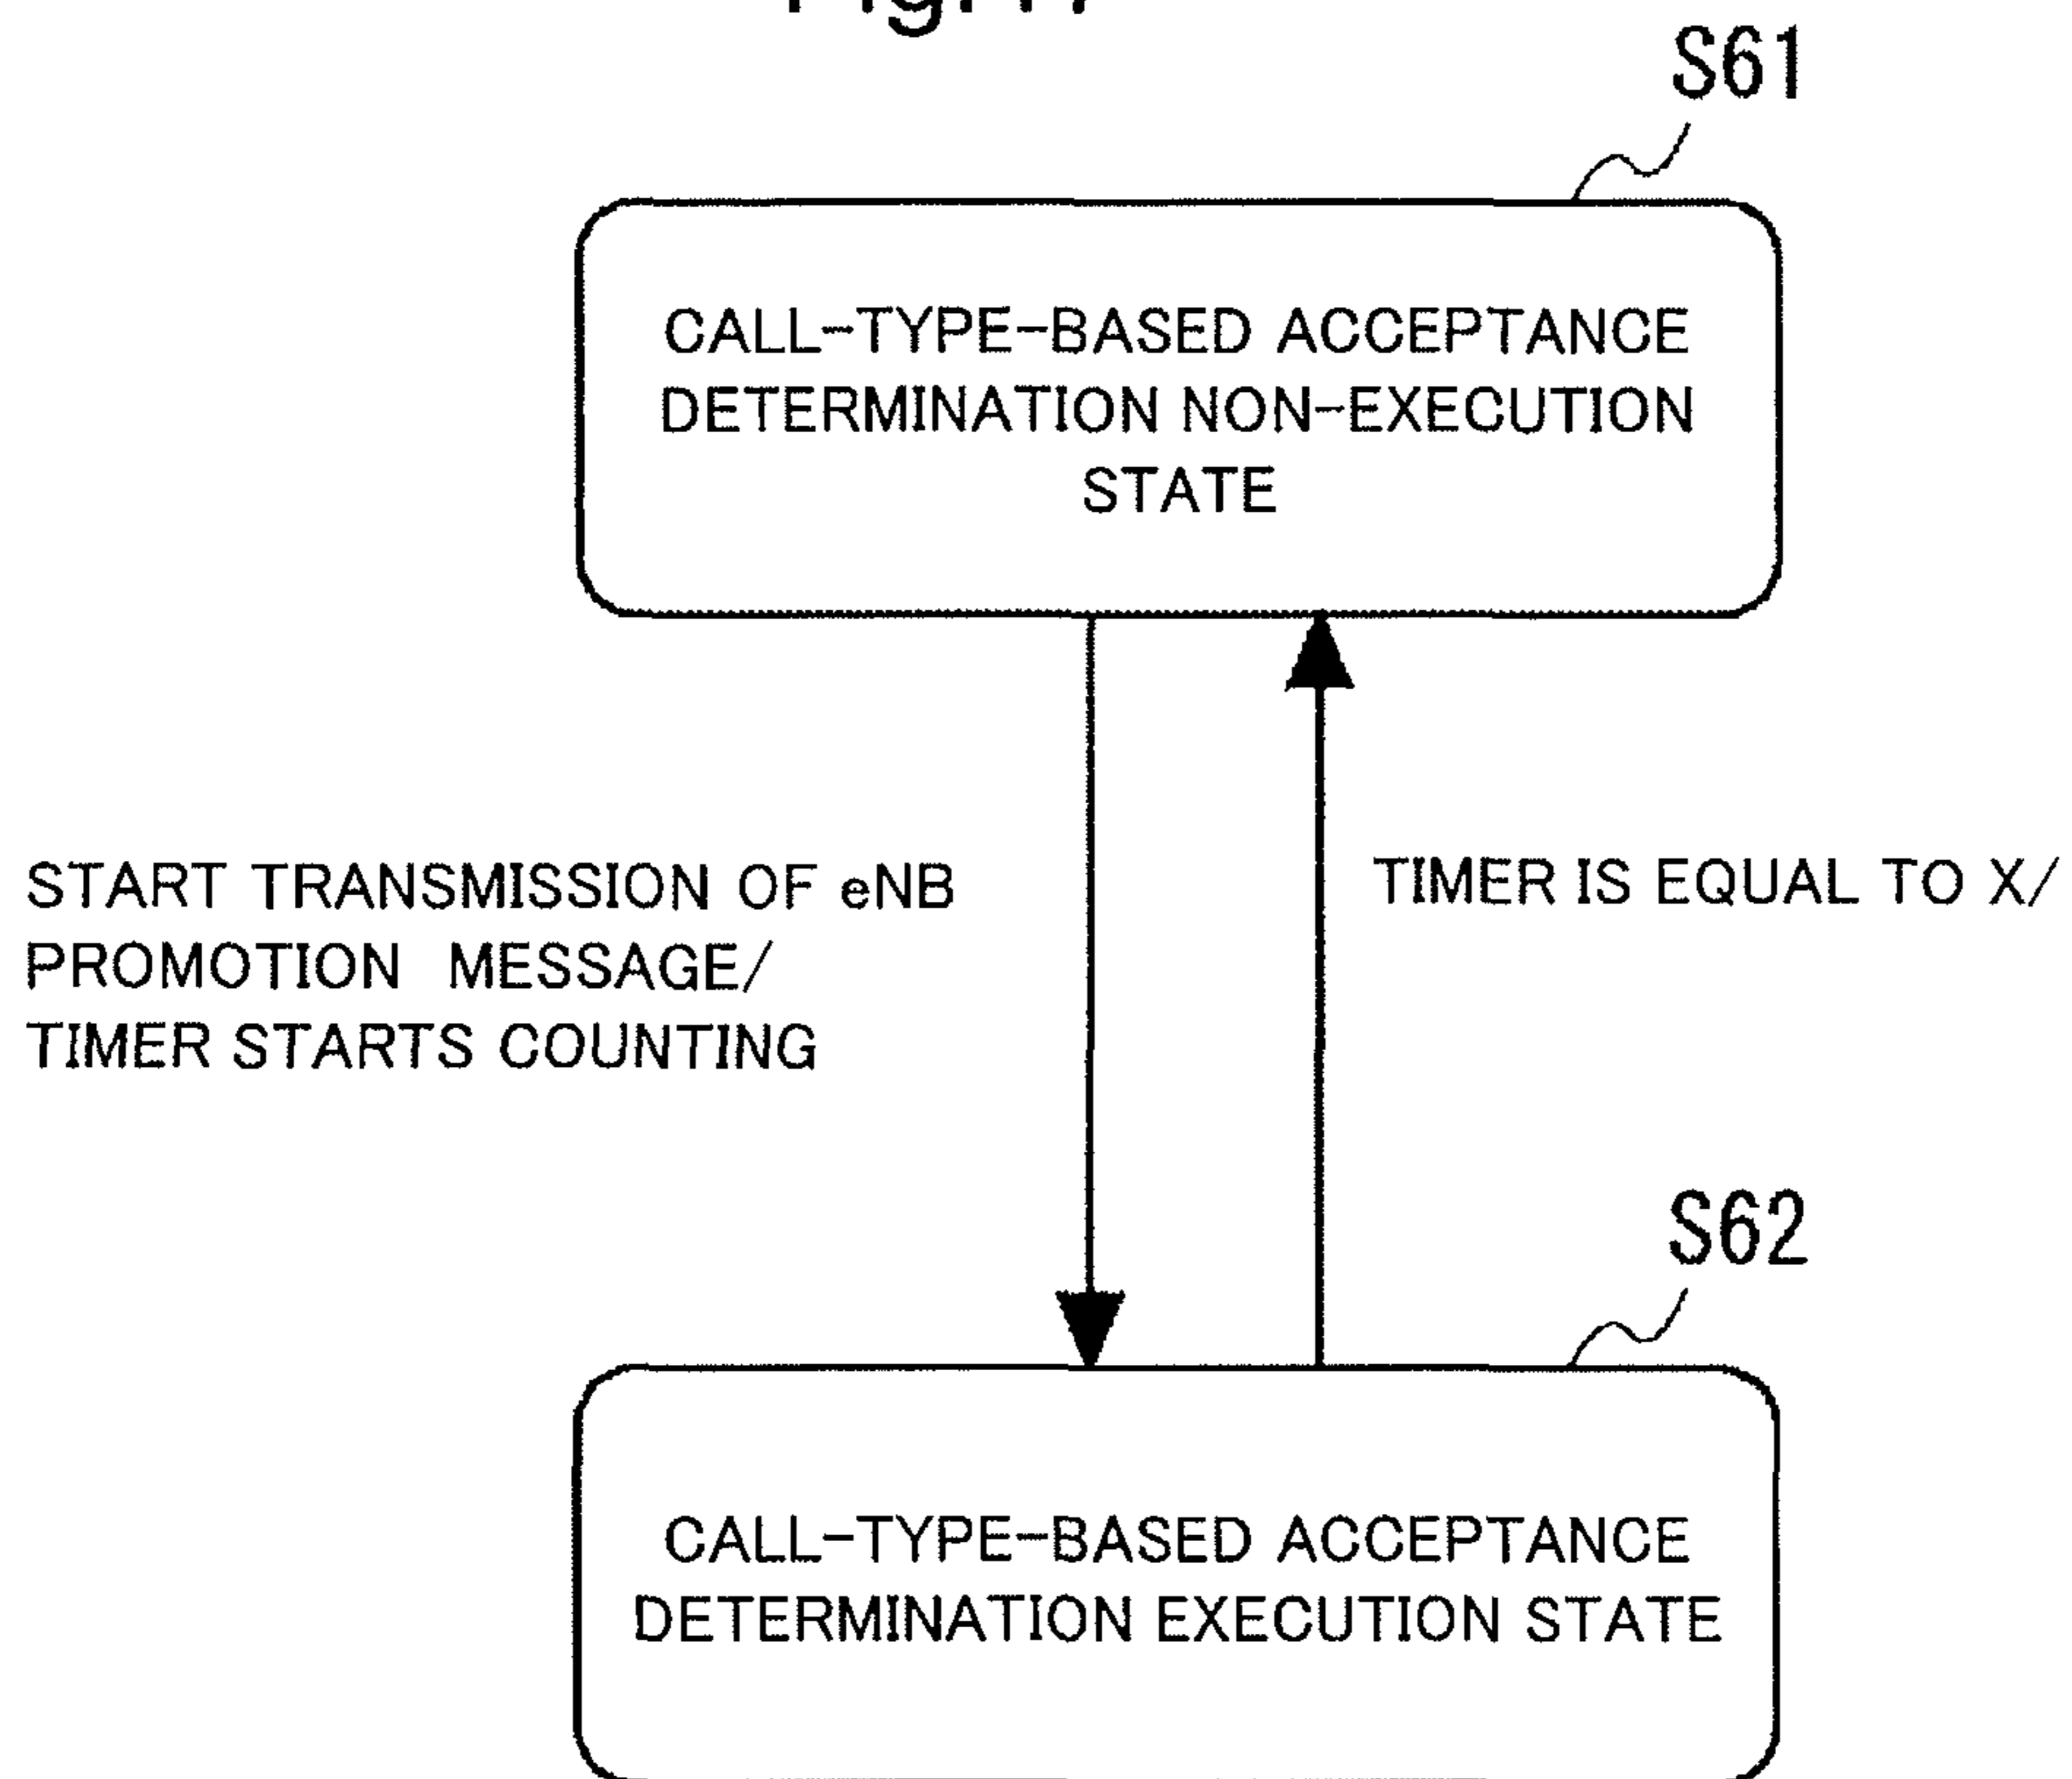 S61
CALL-TYPE-BASED ACCEPTANCE
DETERMINATION NON-EXECUTION
STATE
START TRANSMISSION OF eNB
PROMOTION MESSAGE/
TIMER STARTS COUNTING
TIMER IS EQUAL TO X/
S62
CALL-TYPE-BASED ACCEPTANCE
DETERMINATION EXECUTION STATE